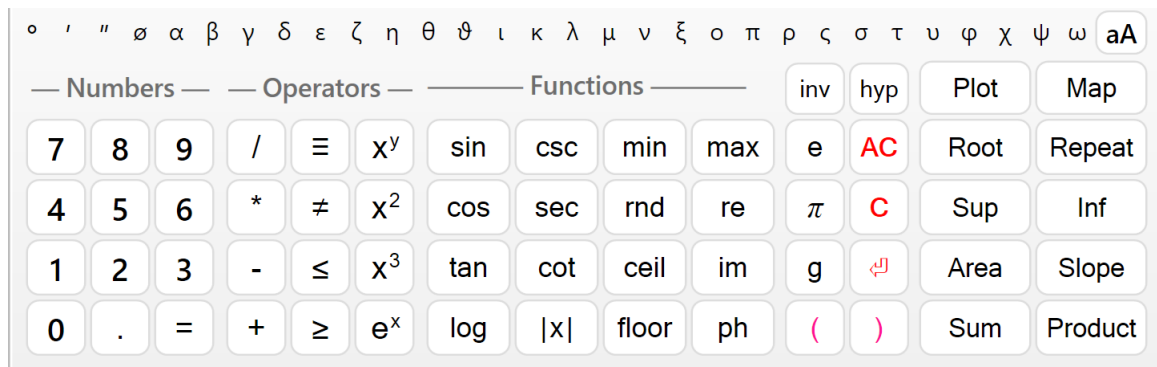 ° ′ ″ ø α β γ δ ε ζ η θ ϑ ι κ λ μ ν ξ ο π ρ ς σ τ υ φ χ ψ ω aA
Numbers Operators Functions inv hyp Plot Map
7 8 9 / ≡ xʸ sin csc min max e AC Root Repeat
4 5 6 * ≠ x² cos sec rnd re π C Sup Inf
1 2 3 - ≤ x³ tan cot ceil im g ⏎ Area Slope
0 . = + ≥ eˣ log |x| floor ph ( ) Sum Product